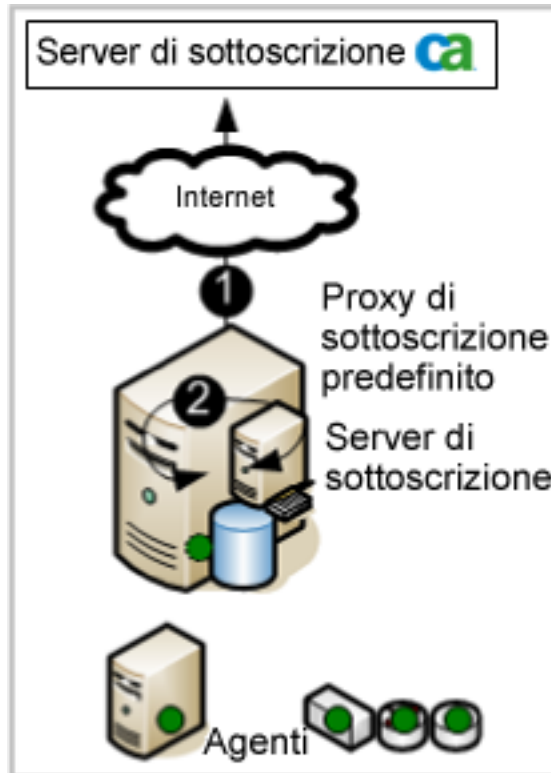 Server di sottoscrizione ca
Internet
1
Proxy di
sottoscrizione
predefinito
2
Server di
sottoscrizione
Agenti